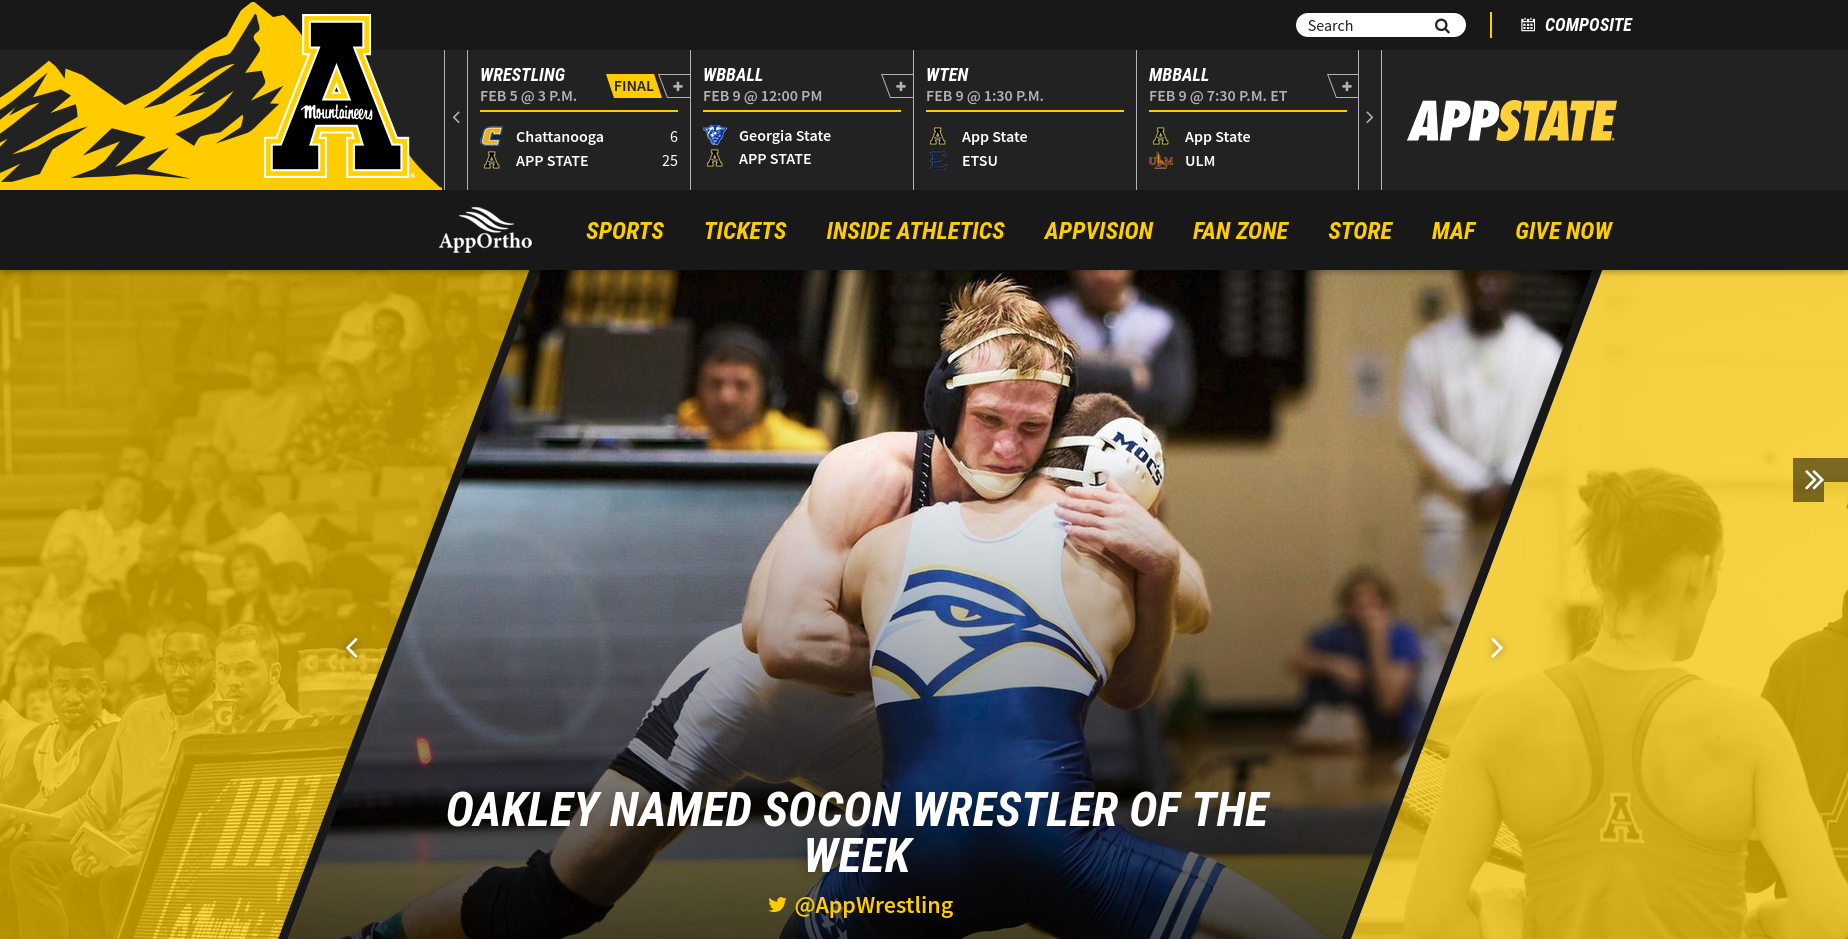 Search
COMPOSITE
Mountaineers
WRESTLING
FEB 5 @ 3 P.M.
FINAL
+
Chattanooga 6
APP STATE 25
WBBALL
FEB 9 @ 12:00 PM
+
Georgia State
APP STATE
WTEN
FEB 9 @ 1:30 P.M.
App State
ETSU
MBBALL
FEB 9 @ 7:30 P.M. ET
+
App State
ULM
APPSTATE
AppOrtho
SPORTS
TICKETS
INSIDE ATHLETICS
APPVISION
FAN ZONE
STORE
MAF
GIVE NOW
MOCS
A
OAKLEY NAMED SOCON WRESTLER OF THE
WEEK
@AppWrestling